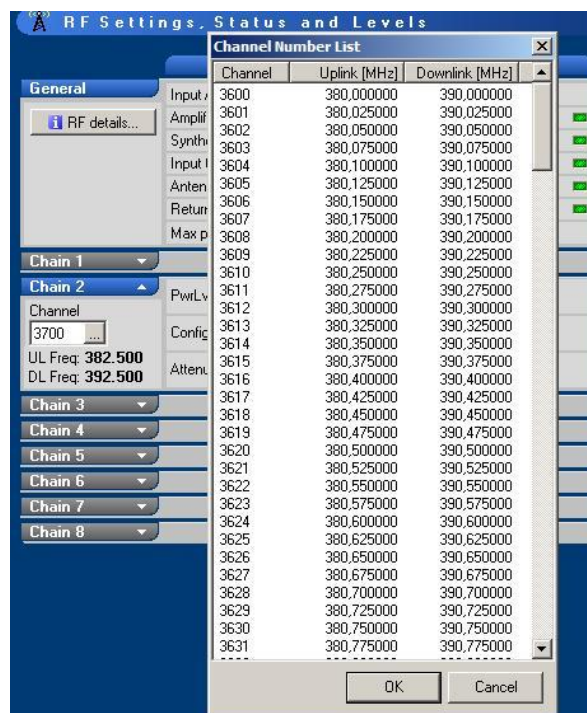 RF Settings, Status and Levels
Channel Number List
Channel Uplink [MHz] Downlink [MHz]
3600 380,000000 390,000000
3601 380,025000 390,025000
3602 380,050000 390,050000
3603 380,075000 390,075000
3604 380,100000 390,100000
3605 380,125000 390,125000
3606 380,150000 390,150000
3607 380,175000 390,175000
3608 380,200000 390,200000
3609 380,225000 390,225000
3610 380,250000 390,250000
3611 380,275000 390,275000
3612 380,300000 390,300000
3613 380,325000 390,325000
3614 380,350000 390,350000
3615 380,375000 390,375000
3616 380,400000 390,400000
3617 380,425000 390,425000
3618 380,450000 390,450000
3619 380,475000 390,475000
3620 380,500000 390,500000
3621 380,525000 390,525000
3622 380,550000 390,550000
3623 380,575000 390,575000
3624 380,600000 390,600000
3625 380,625000 390,625000
3626 380,650000 390,650000
3627 380,675000 390,675000
3628 380,700000 390,700000
3629 380,725000 390,725000
3630 380,750000 390,750000
3631 380,775000 390,775000
OK Cancel
General
RF details...
Input
Amplif
Synth
Input
Anten
Return
Max p
Chain 1
Chain 2
Channel
3700 ...
UL Freq: 382.500
DL Freq: 392.500
PwrLv
Config
Attenu
Chain 3
Chain 4
Chain 5
Chain 6
Chain 7
Chain 8